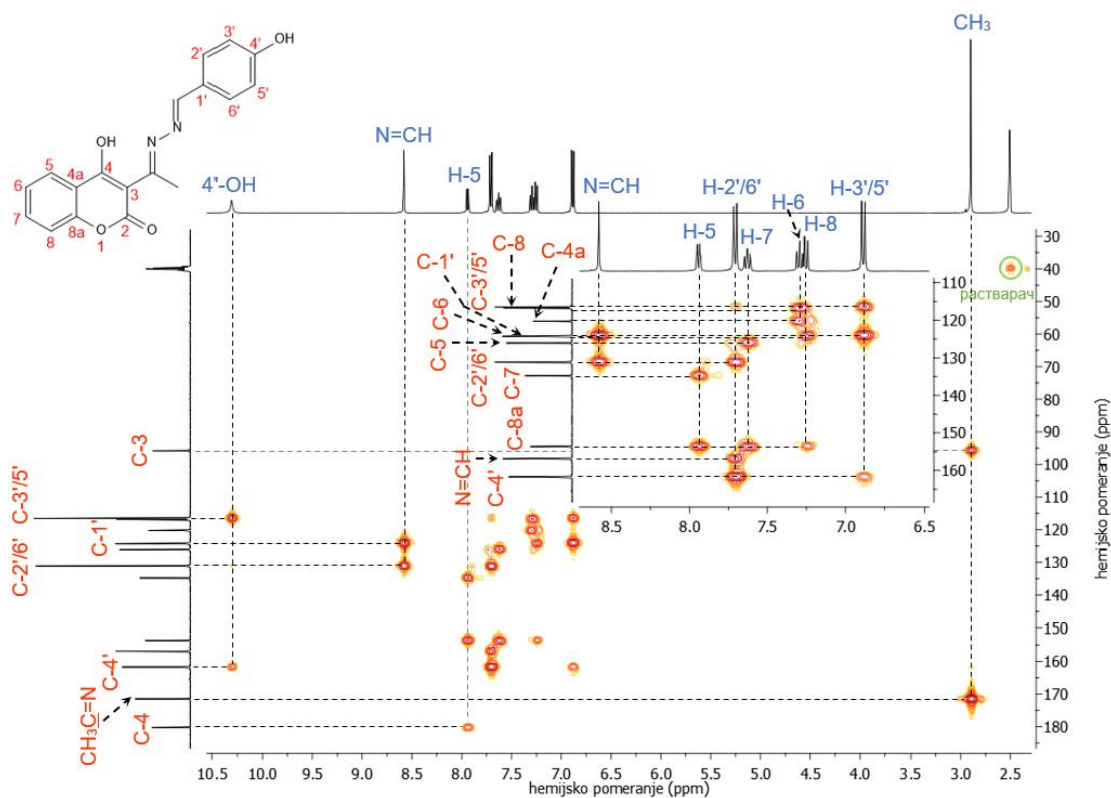 OH
3'
4'
2'
5'
1'
6'
N
N
OH
5
4
4a
3
6
7
8a
2
8
O
1
O
CH₃
N=CH
4'-OH
H-5
N=CH
H-2'/6'
H-3'/5'
H-6
H-5
H-7
H-8
C-8
C-4a
C-1'
C-3'/5'
C-6
C-5
C-2'/6'
C-7
C-8a
N=CH
C-4'
110
120
130
140
150
160
8.5
8.0
7.5
7.0
6.5
растварач
30
40
50
60
70
80
90
100
110
120
130
140
150
160
170
180
hemijsko pomeranje (ppm)
C-3
C-3'/5'
C-1'
C-2'/6'
C-4'
CH₃C=N
C-4
10.5
10.0
9.5
9.0
8.5
8.0
7.5
7.0
6.5
6.0
5.5
5.0
4.5
4.0
3.5
3.0
2.5
hemijsko pomeranje (ppm)